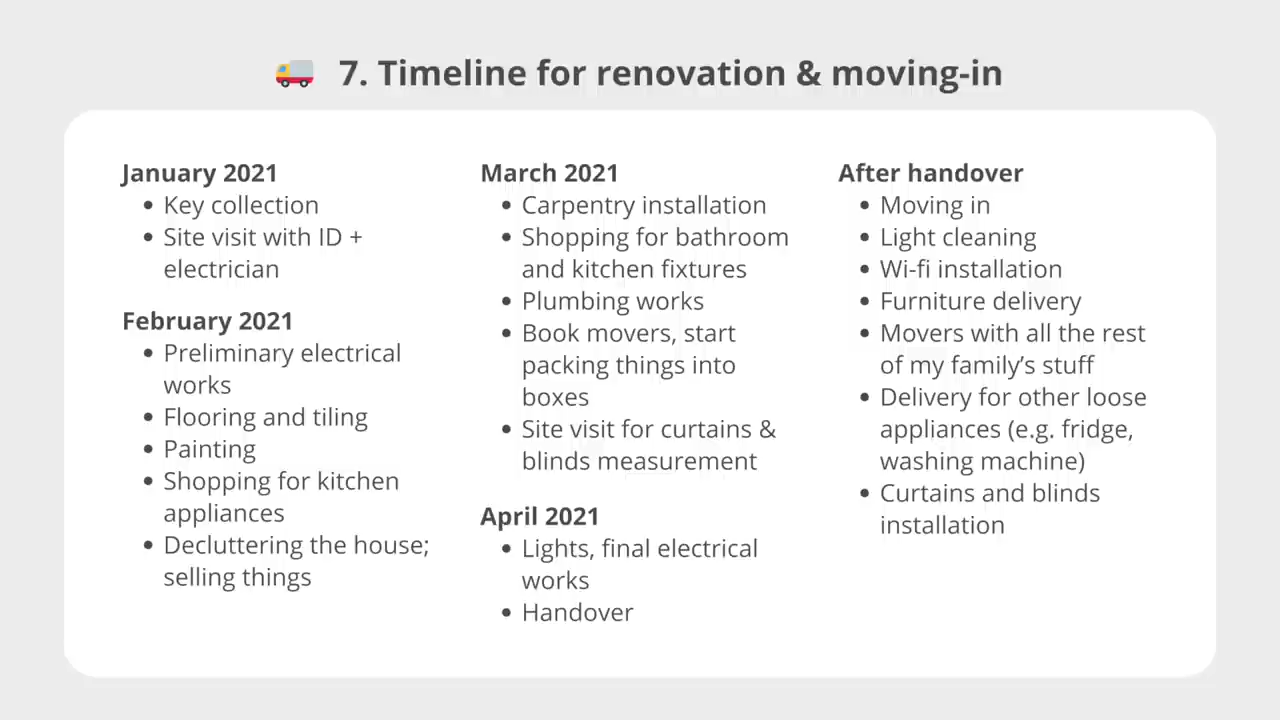 7. Timeline for renovation & moving-in
January 2021
• Key collection
• Site visit with ID +
electrician
February 2021
• Preliminary electrical
works
• Flooring and tiling
• Painting
• Shopping for kitchen
appliances
• Decluttering the house;
selling things
March 2021
• Carpentry installation
• Shopping for bathroom
and kitchen fixtures
• Plumbing works
• Book movers, start
packing things into
boxes
• Site visit for curtains &
blinds measurement
April 2021
• Lights, final electrical
works
• Handover
After handover
• Moving in
• Light cleaning
• Wi-fi installation
• Furniture delivery
• Movers with all the rest
of my family’s stuff
• Delivery for other loose
appliances (e.g. fridge,
washing machine)
• Curtains and blinds
installation